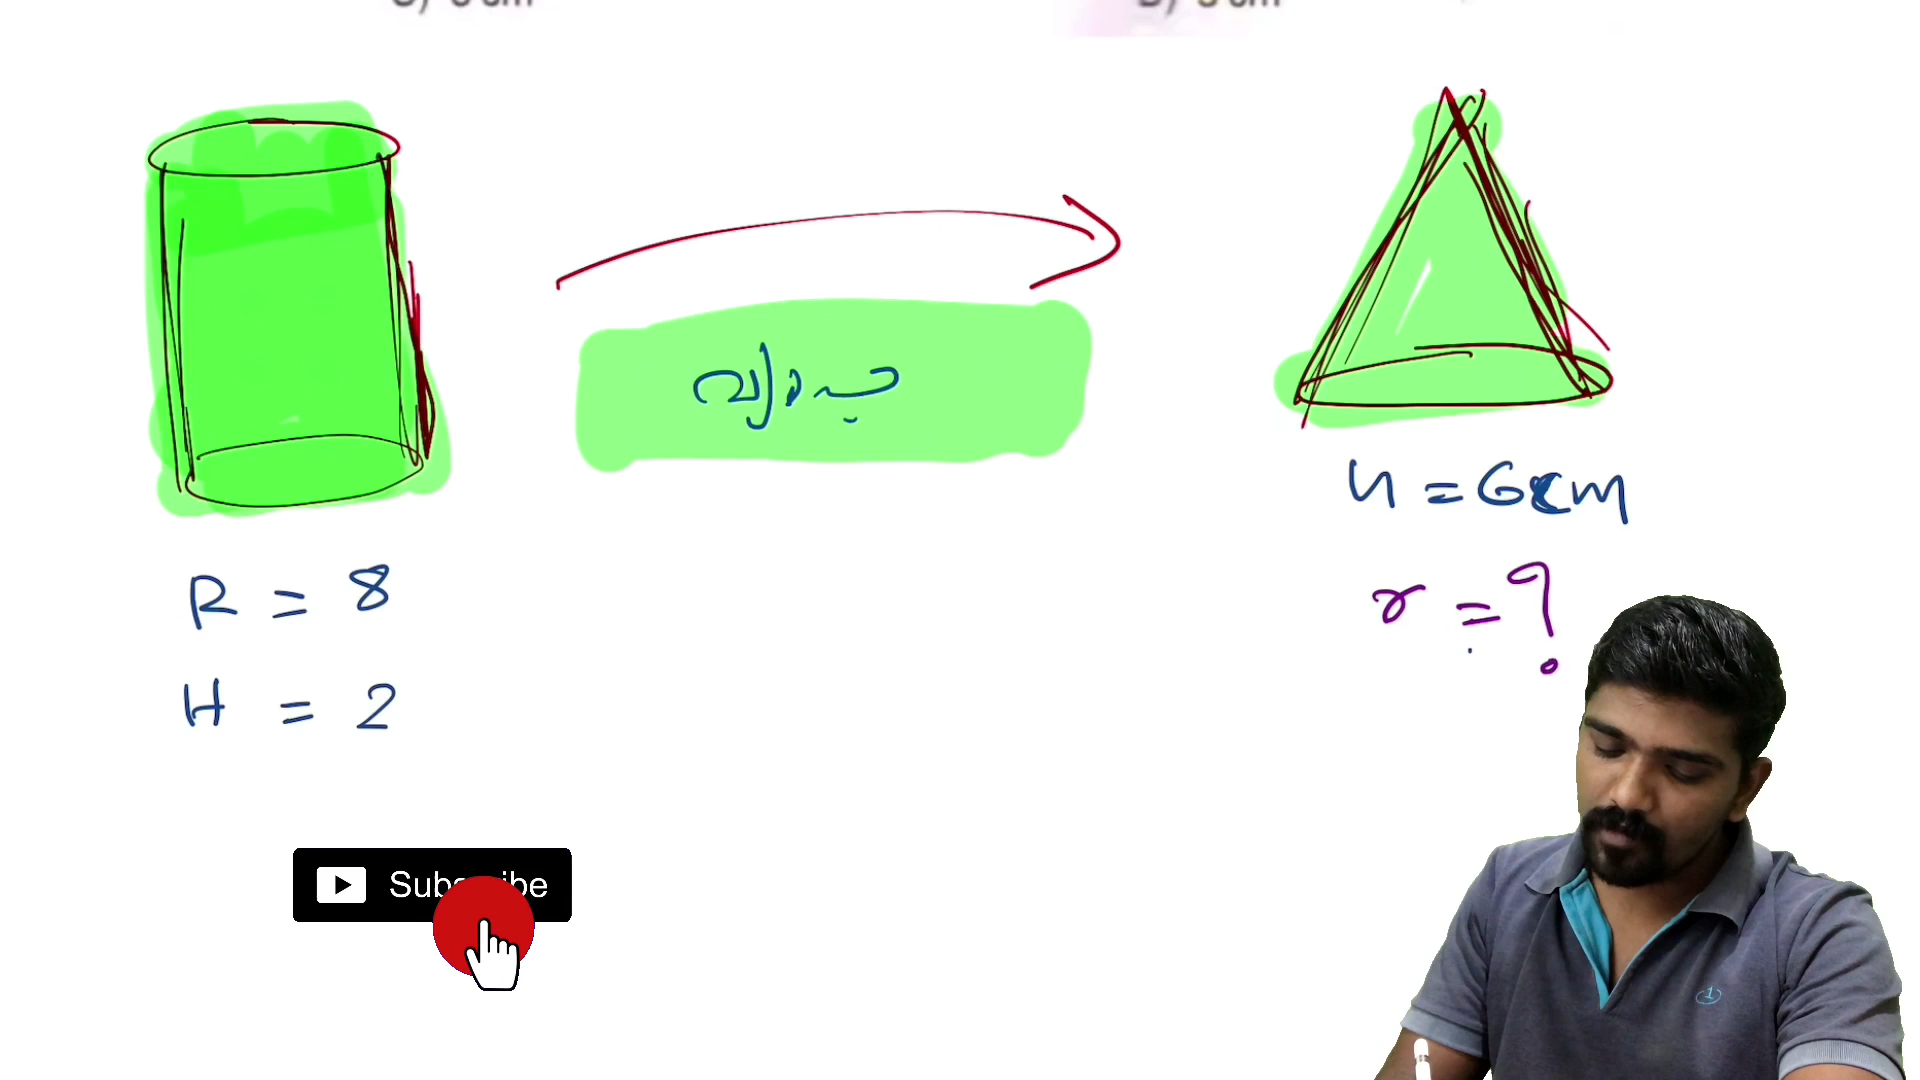 വ്യാപ്
h = 6cm
r = ?
R = 8
H = 2
Subscribe